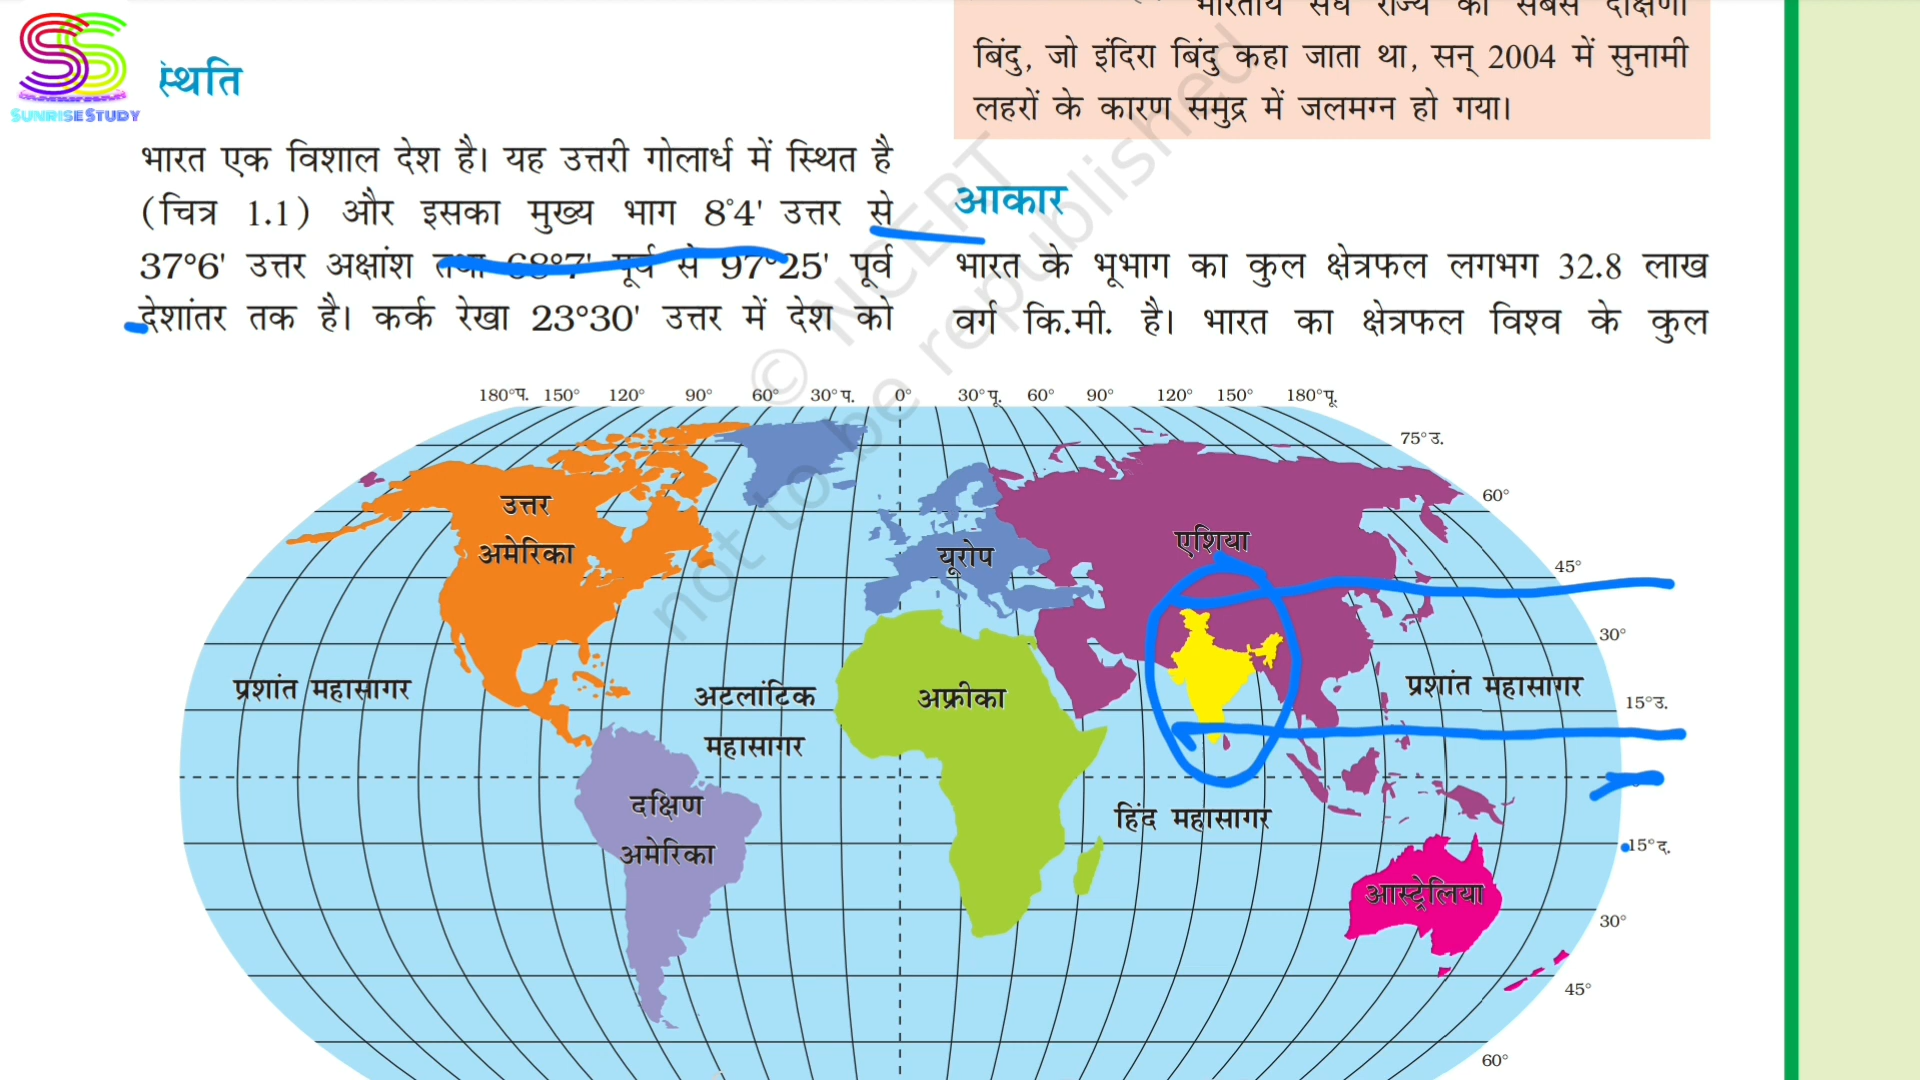 SUNRISESTUDY
स्थिति
भारत एक विशाल देश है। यह उत्तरी गोलार्ध में स्थित है
(चित्र 1.1) और इसका मुख्य भाग 8°4' उत्तर से
37°6' उत्तर अक्षांश तथा 68°7' पूर्व से 97°25' पूर्व
देशांतर तक है। कर्क रेखा 23°30' उत्तर में देश को
भारतीय संघ राज्य का सबसे दक्षिणी
बिंदु, जो इंदिरा बिंदु कहा जाता था, सन् 2004 में सुनामी
लहरों के कारण समुद्र में जलमग्न हो गया।
आकार
भारत के भूभाग का कुल क्षेत्रफल लगभग 32.8 लाख
वर्ग कि.मी. है। भारत का क्षेत्रफल विश्व के कुल
© NCERT
not to be republished
180°प. 150° 120° 90° 60° 30°प. 0° 30°पू. 60° 90° 120° 150° 180°पू.
75°उ.
60°
45°
30°
15°उ.
15°द.
30°
45°
60°
उत्तर
अमेरिका
यूरोप
एशिया
प्रशांत महासागर
अटलांटिक
महासागर
अफ्रीका
प्रशांत महासागर
दक्षिण
अमेरिका
हिंद महासागर
आस्ट्रेलिया